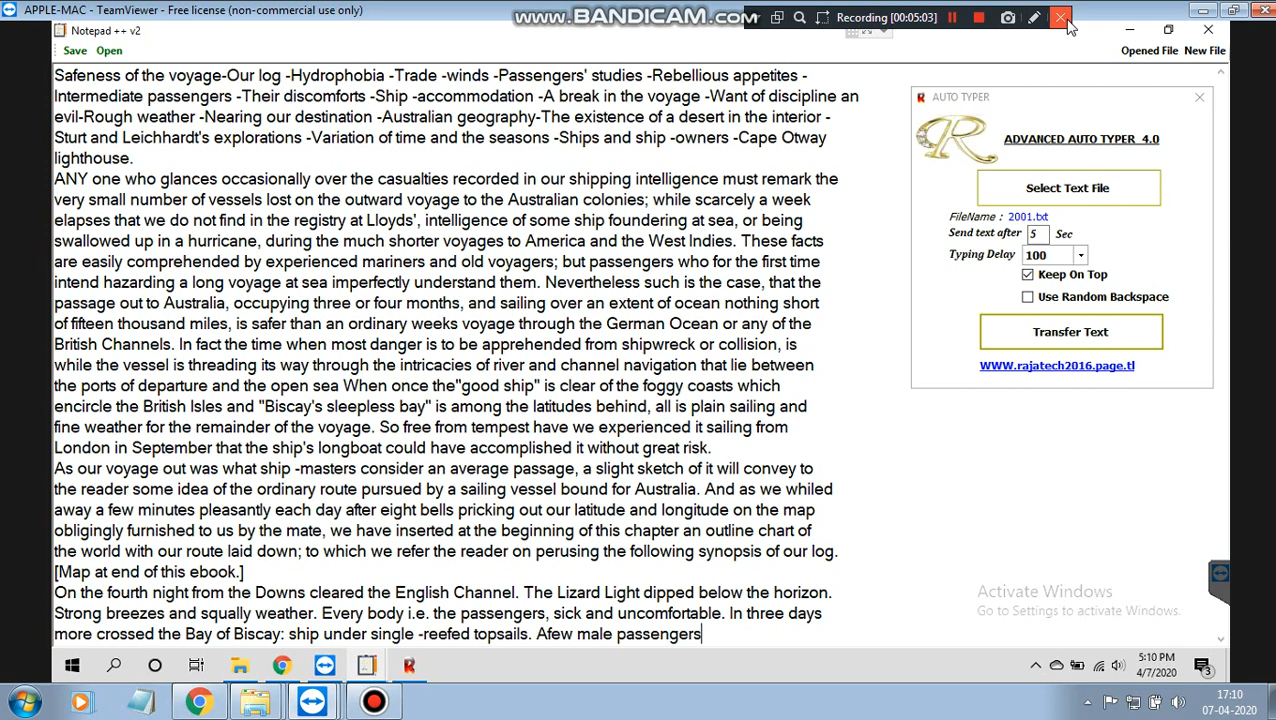 APPLE-MAC - TeamViewer - Free license (non-commercial use only)
www.BANDICAM.com
Recording [00:05:03]
Notepad ++ v2
Save Open
Opened File New File
Safeness of the voyage-Our log -Hydrophobia -Trade -winds -Passengers' studies -Rebellious appetites -
Intermediate passengers -Their discomforts -Ship -accommodation -A break in the voyage -Want of discipline an
evil-Rough weather -Nearing our destination -Australian geography-The existence of a desert in the interior -
Sturt and Leichhardt's explorations -Variation of time and the seasons -Ships and ship -owners -Cape Otway
lighthouse.
ANY one who glances occasionally over the casualties recorded in our shipping intelligence must remark the
very small number of vessels lost on the outward voyage to the Australian colonies; while scarcely a week
elapses that we do not find in the registry at Lloyds', intelligence of some ship foundering at sea, or being
swallowed up in a hurricane, during the much shorter voyages to America and the West Indies. These facts
are easily comprehended by experienced mariners and old voyagers; but passengers who for the first time
intend hazarding a long voyage at sea imperfectly understand them. Nevertheless such is the case, that the
passage out to Australia, occupying three or four months, and sailing over an extent of ocean nothing short
of fifteen thousand miles, is safer than an ordinary weeks voyage through the German Ocean or any of the
British Channels. In fact the time when most danger is to be apprehended from shipwreck or collision, is
while the vessel is threading its way through the intricacies of river and channel navigation that lie between
the ports of departure and the open sea When once the"good ship" is clear of the foggy coasts which
encircle the British Isles and "Biscay's sleepless bay" is among the latitudes behind, all is plain sailing and
fine weather for the remainder of the voyage. So free from tempest have we experienced it sailing from
London in September that the ship's longboat could have accomplished it without great risk.
As our voyage out was what ship -masters consider an average passage, a slight sketch of it will convey to
the reader some idea of the ordinary route pursued by a sailing vessel bound for Australia. And as we whiled
away a few minutes pleasantly each day after eight bells pricking out our latitude and longitude on the map
obligingly furnished to us by the mate, we have inserted at the beginning of this chapter an outline chart of
the world with our route laid down; to which we refer the reader on perusing the following synopsis of our log.
[Map at end of this ebook.]
On the fourth night from the Downs cleared the English Channel. The Lizard Light dipped below the horizon.
Strong breezes and squally weather. Every body i.e. the passengers, sick and uncomfortable. In three days
more crossed the Bay of Biscay: ship under single -reefed topsails. Afew male passengers
AUTO TYPER
ADVANCED AUTO TYPER 4.0
Select Text File
FileName : 2001.txt
Send text after 5 Sec
Typing Delay 100
Keep On Top
Use Random Backspace
Transfer Text
WWW.rajatech2016.page.tl
Activate Windows
Go to Settings to activate Windows.
5:10 PM
4/7/2020
3
17:10
07-04-2020